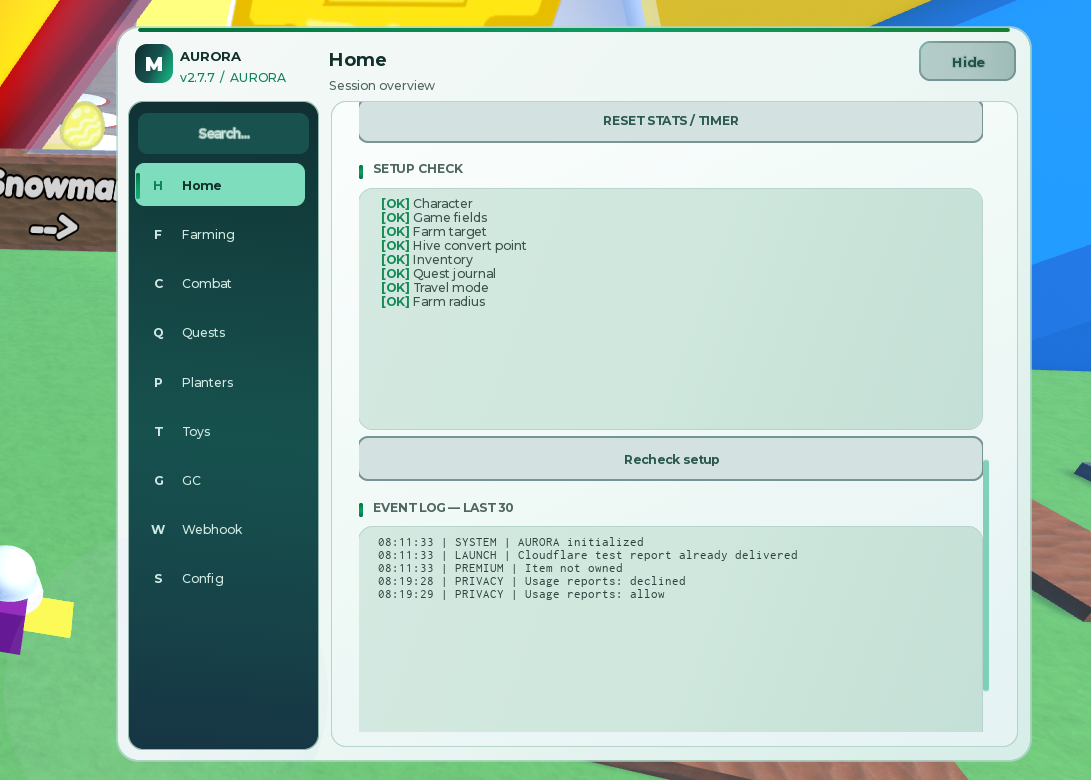 M
AURORA
v2.7.7 / AURORA
Home
Session overview
Hide
Search...
H Home
F Farming
C Combat
Q Quests
P Planters
T Toys
G GC
W Webhook
S Config
RESET STATS / TIMER
SETUP CHECK
[OK] Character
[OK] Game fields
[OK] Farm target
[OK] Hive convert point
[OK] Inventory
[OK] Quest journal
[OK] Travel mode
[OK] Farm radius
Recheck setup
EVENT LOG — LAST 30
08:11:33 | SYSTEM | AURORA initialized
08:11:33 | LAUNCH | Cloudflare test report already delivered
08:11:33 | PREMIUM | Item not owned
08:19:28 | PRIVACY | Usage reports: declined
08:19:29 | PRIVACY | Usage reports: allow
-->